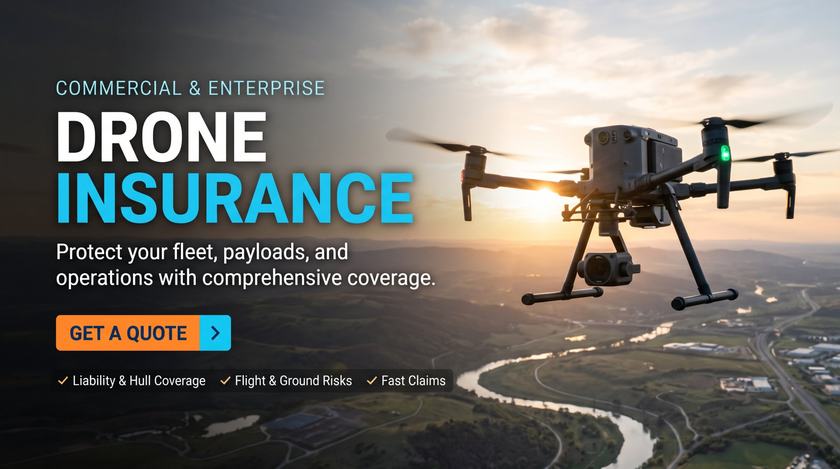 COMMERCIAL & ENTERPRISE
DRONE
INSURANCE
Protect your fleet, payloads, and
operations with comprehensive coverage.
GET A QUOTE
Liability & Hull Coverage Flight & Ground Risks Fast Claims